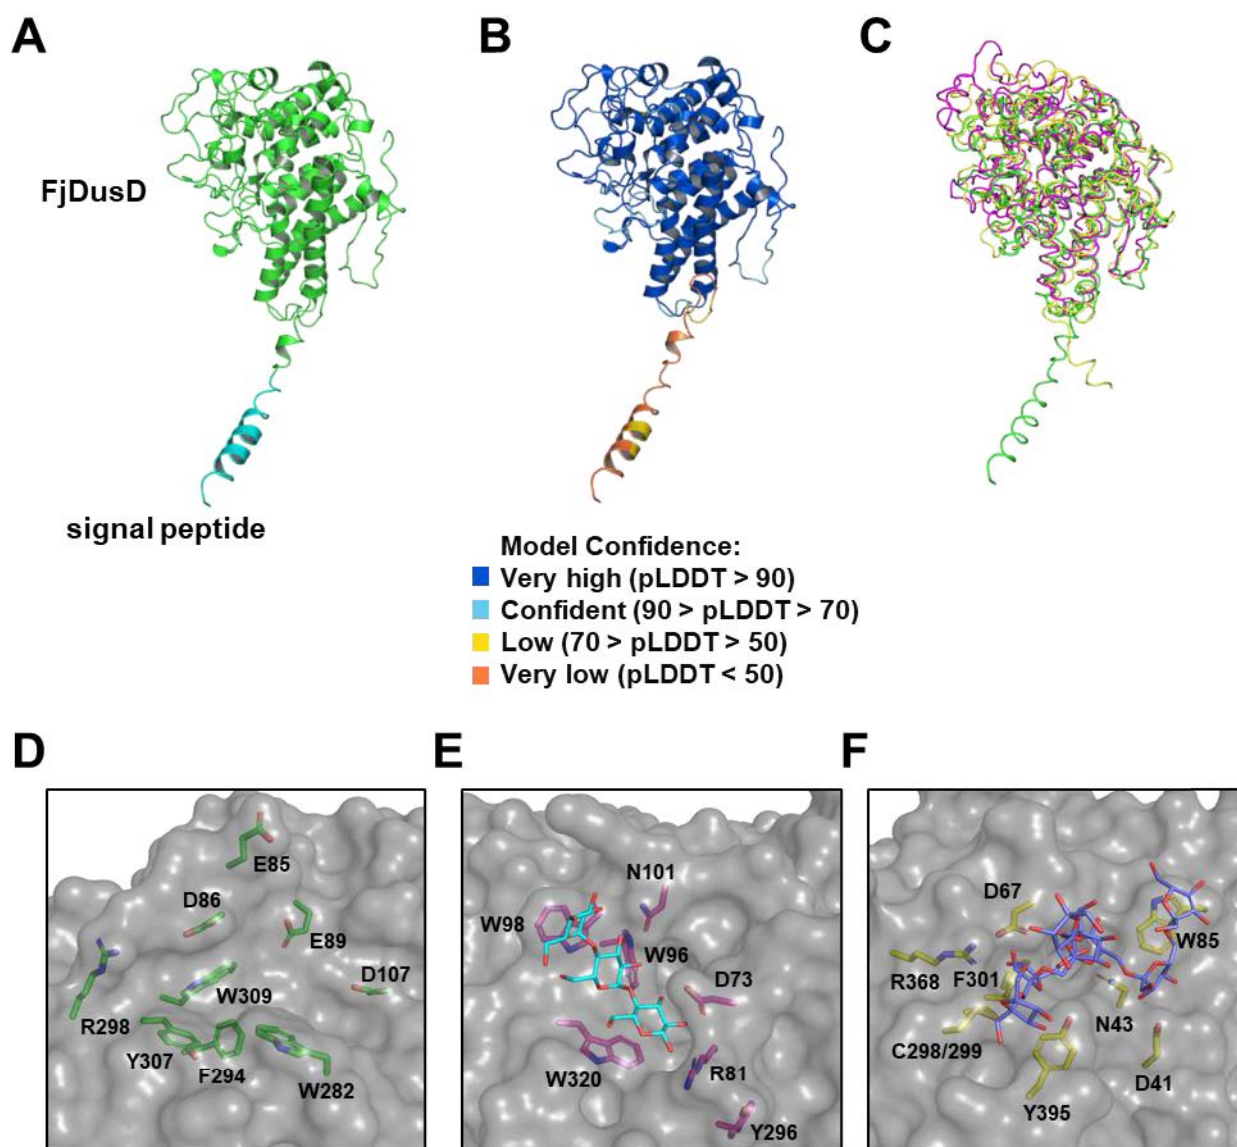 A
B
C
FjDusD
signal peptide
Model Confidence:
Very high (pLDDT > 90)
Confident (90 > pLDDT > 70)
Low (70 > pLDDT > 50)
Very low (pLDDT < 50)
D
E
F
E85
D86
E89
D107
W309
R298
Y307
F294
W282
N101
W98
W96
D73
W320
R81
Y296
D67
W85
R368
F301
N43
C298/299
D41
Y395